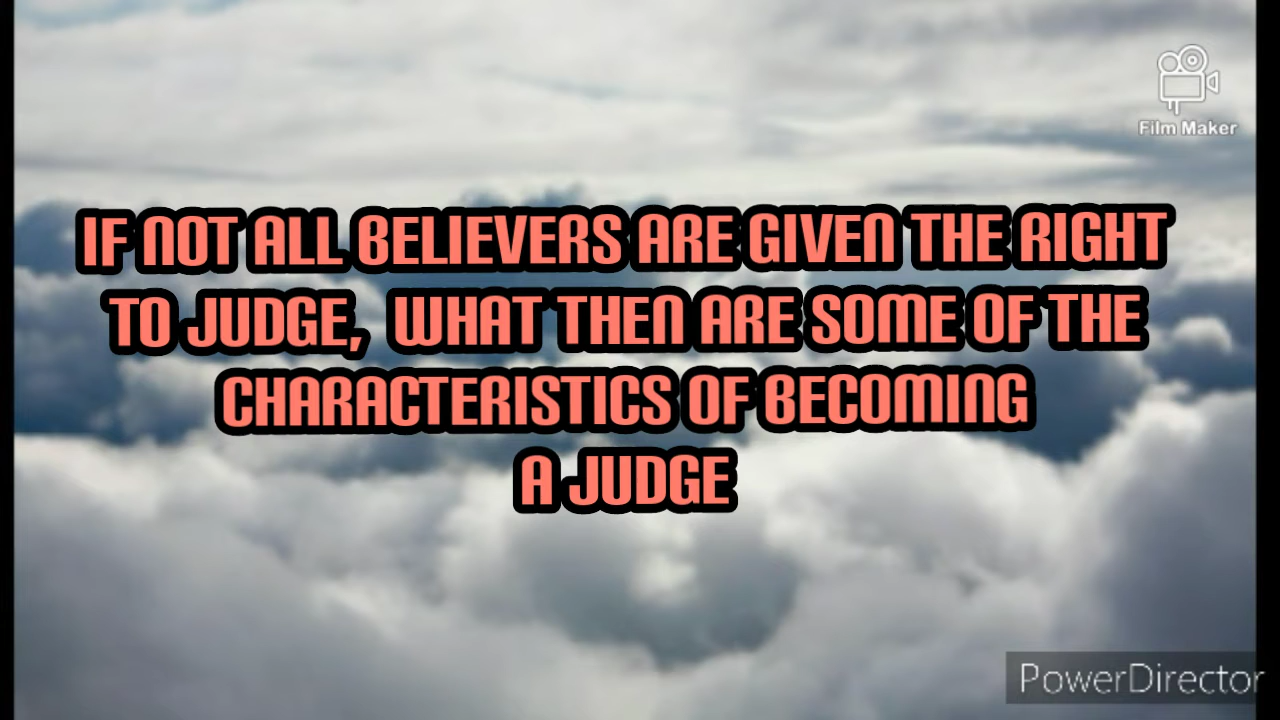 Film Maker
IF NOT ALL BELIEVERS ARE GIVEN THE RIGHT
TO JUDGE, WHAT THEN ARE SOME OF THE
CHARACTERISTICS OF BECOMING
A JUDGE
PowerDirector